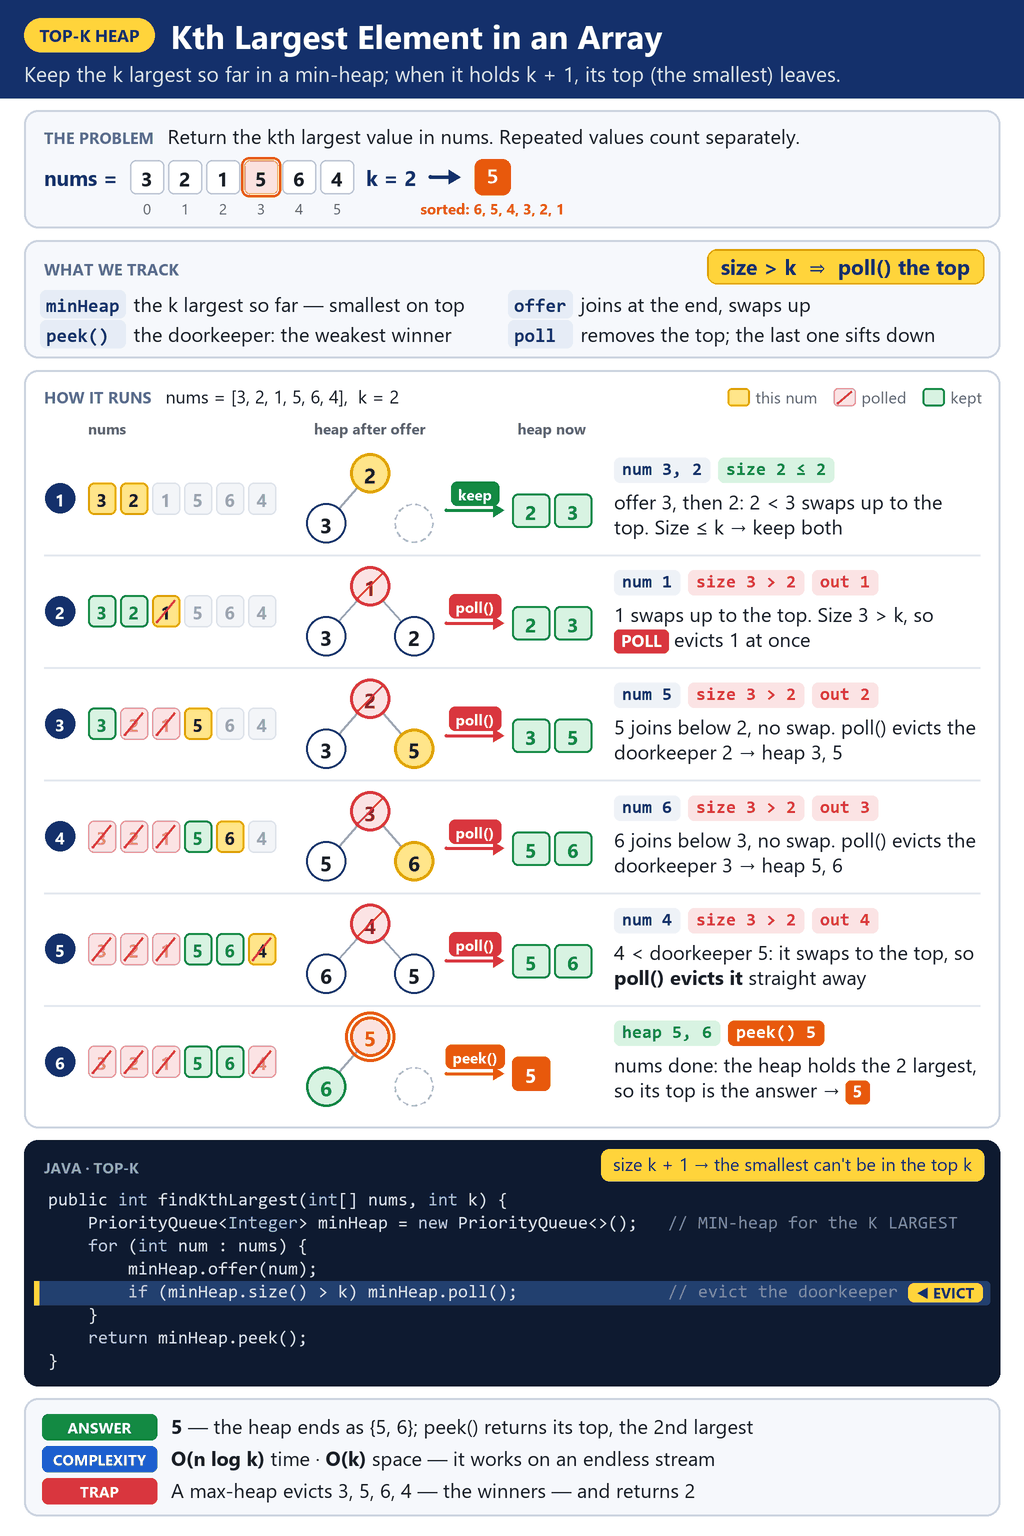 TOP-K HEAP Kth Largest Element in an Array
Keep the k largest so far in a min-heap; when it holds k + 1, its top (the smallest) leaves.
THE PROBLEM Return the kth largest value in nums. Repeated values count separately.
nums = 3 2 1 5 6 4 k = 2 → 5
0 1 2 3 4 5 sorted: 6, 5, 4, 3, 2, 1
WHAT WE TRACK size > k ⇒ poll() the top
minHeap the k largest so far — smallest on top offer joins at the end, swaps up
peek() the doorkeeper: the weakest winner poll removes the top; the last one sifts down
HOW IT RUNS nums = [3, 2, 1, 5, 6, 4], k = 2 this num polled kept
nums heap after offer heap now
1 3 2 1 5 6 4
2
3
keep
2 3
num 3, 2 size 2 ≤ 2
offer 3, then 2: 2 < 3 swaps up to the
top. Size ≤ k → keep both
2 3 2 1 5 6 4
1
3 2
poll()
2 3
num 1 size 3 > 2 out 1
1 swaps up to the top. Size 3 > k, so
POLL evicts 1 at once
3 3 2 1 5 6 4
2
3 5
poll()
3 5
num 5 size 3 > 2 out 2
5 joins below 2, no swap. poll() evicts the
doorkeeper 2 → heap 3, 5
4 3 2 1 5 6 4
3
5 6
poll()
5 6
num 6 size 3 > 2 out 3
6 joins below 3, no swap. poll() evicts the
doorkeeper 3 → heap 5, 6
5 3 2 1 5 6 4
4
6 5
poll()
5 6
num 4 size 3 > 2 out 4
4 < doorkeeper 5: it swaps to the top, so
poll() evicts it straight away
6 3 2 1 5 6 4
5
6
peek()
5
heap 5, 6 peek() 5
nums done: the heap holds the 2 largest,
so its top is the answer → 5
JAVA · TOP-K size k + 1 → the smallest can't be in the top k
public int findKthLargest(int[] nums, int k) {
PriorityQueue<Integer> minHeap = new PriorityQueue<>(); // MIN-heap for the K LARGEST
for (int num : nums) {
minHeap.offer(num);
if (minHeap.size() > k) minHeap.poll(); // evict the doorkeeper ◀ EVICT
}
return minHeap.peek();
}
ANSWER 5 — the heap ends as {5, 6}; peek() returns its top, the 2nd largest
COMPLEXITY O(n log k) time · O(k) space — it works on an endless stream
TRAP A max-heap evicts 3, 5, 6, 4 — the winners — and returns 2